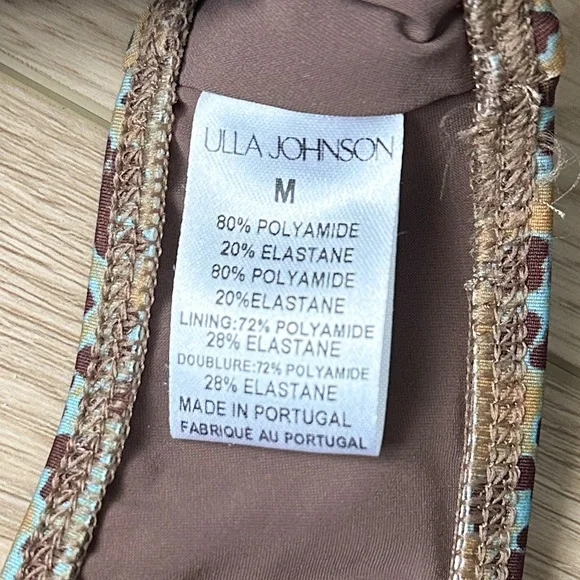 ULLA JOHNSON
M
80% POLYAMIDE
20% ELASTANE
80% POLYAMIDE
20%ELASTANE
LINING:72% POLYAMIDE
28% ELASTANE
DOUBLURE:72% POLYAMIDE
28% ELASTANE
MADE IN PORTUGAL
FABRIQUÉ AU PORTUGAL